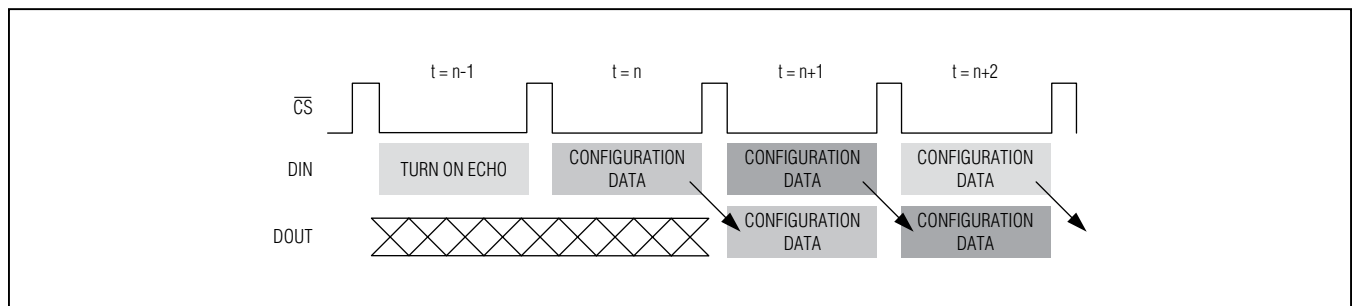 t = n-1 t = n t = n+1 t = n+2
CS
DIN TURN ON ECHO CONFIGURATION DATA CONFIGURATION DATA CONFIGURATION DATA
DOUT CONFIGURATION DATA CONFIGURATION DATA